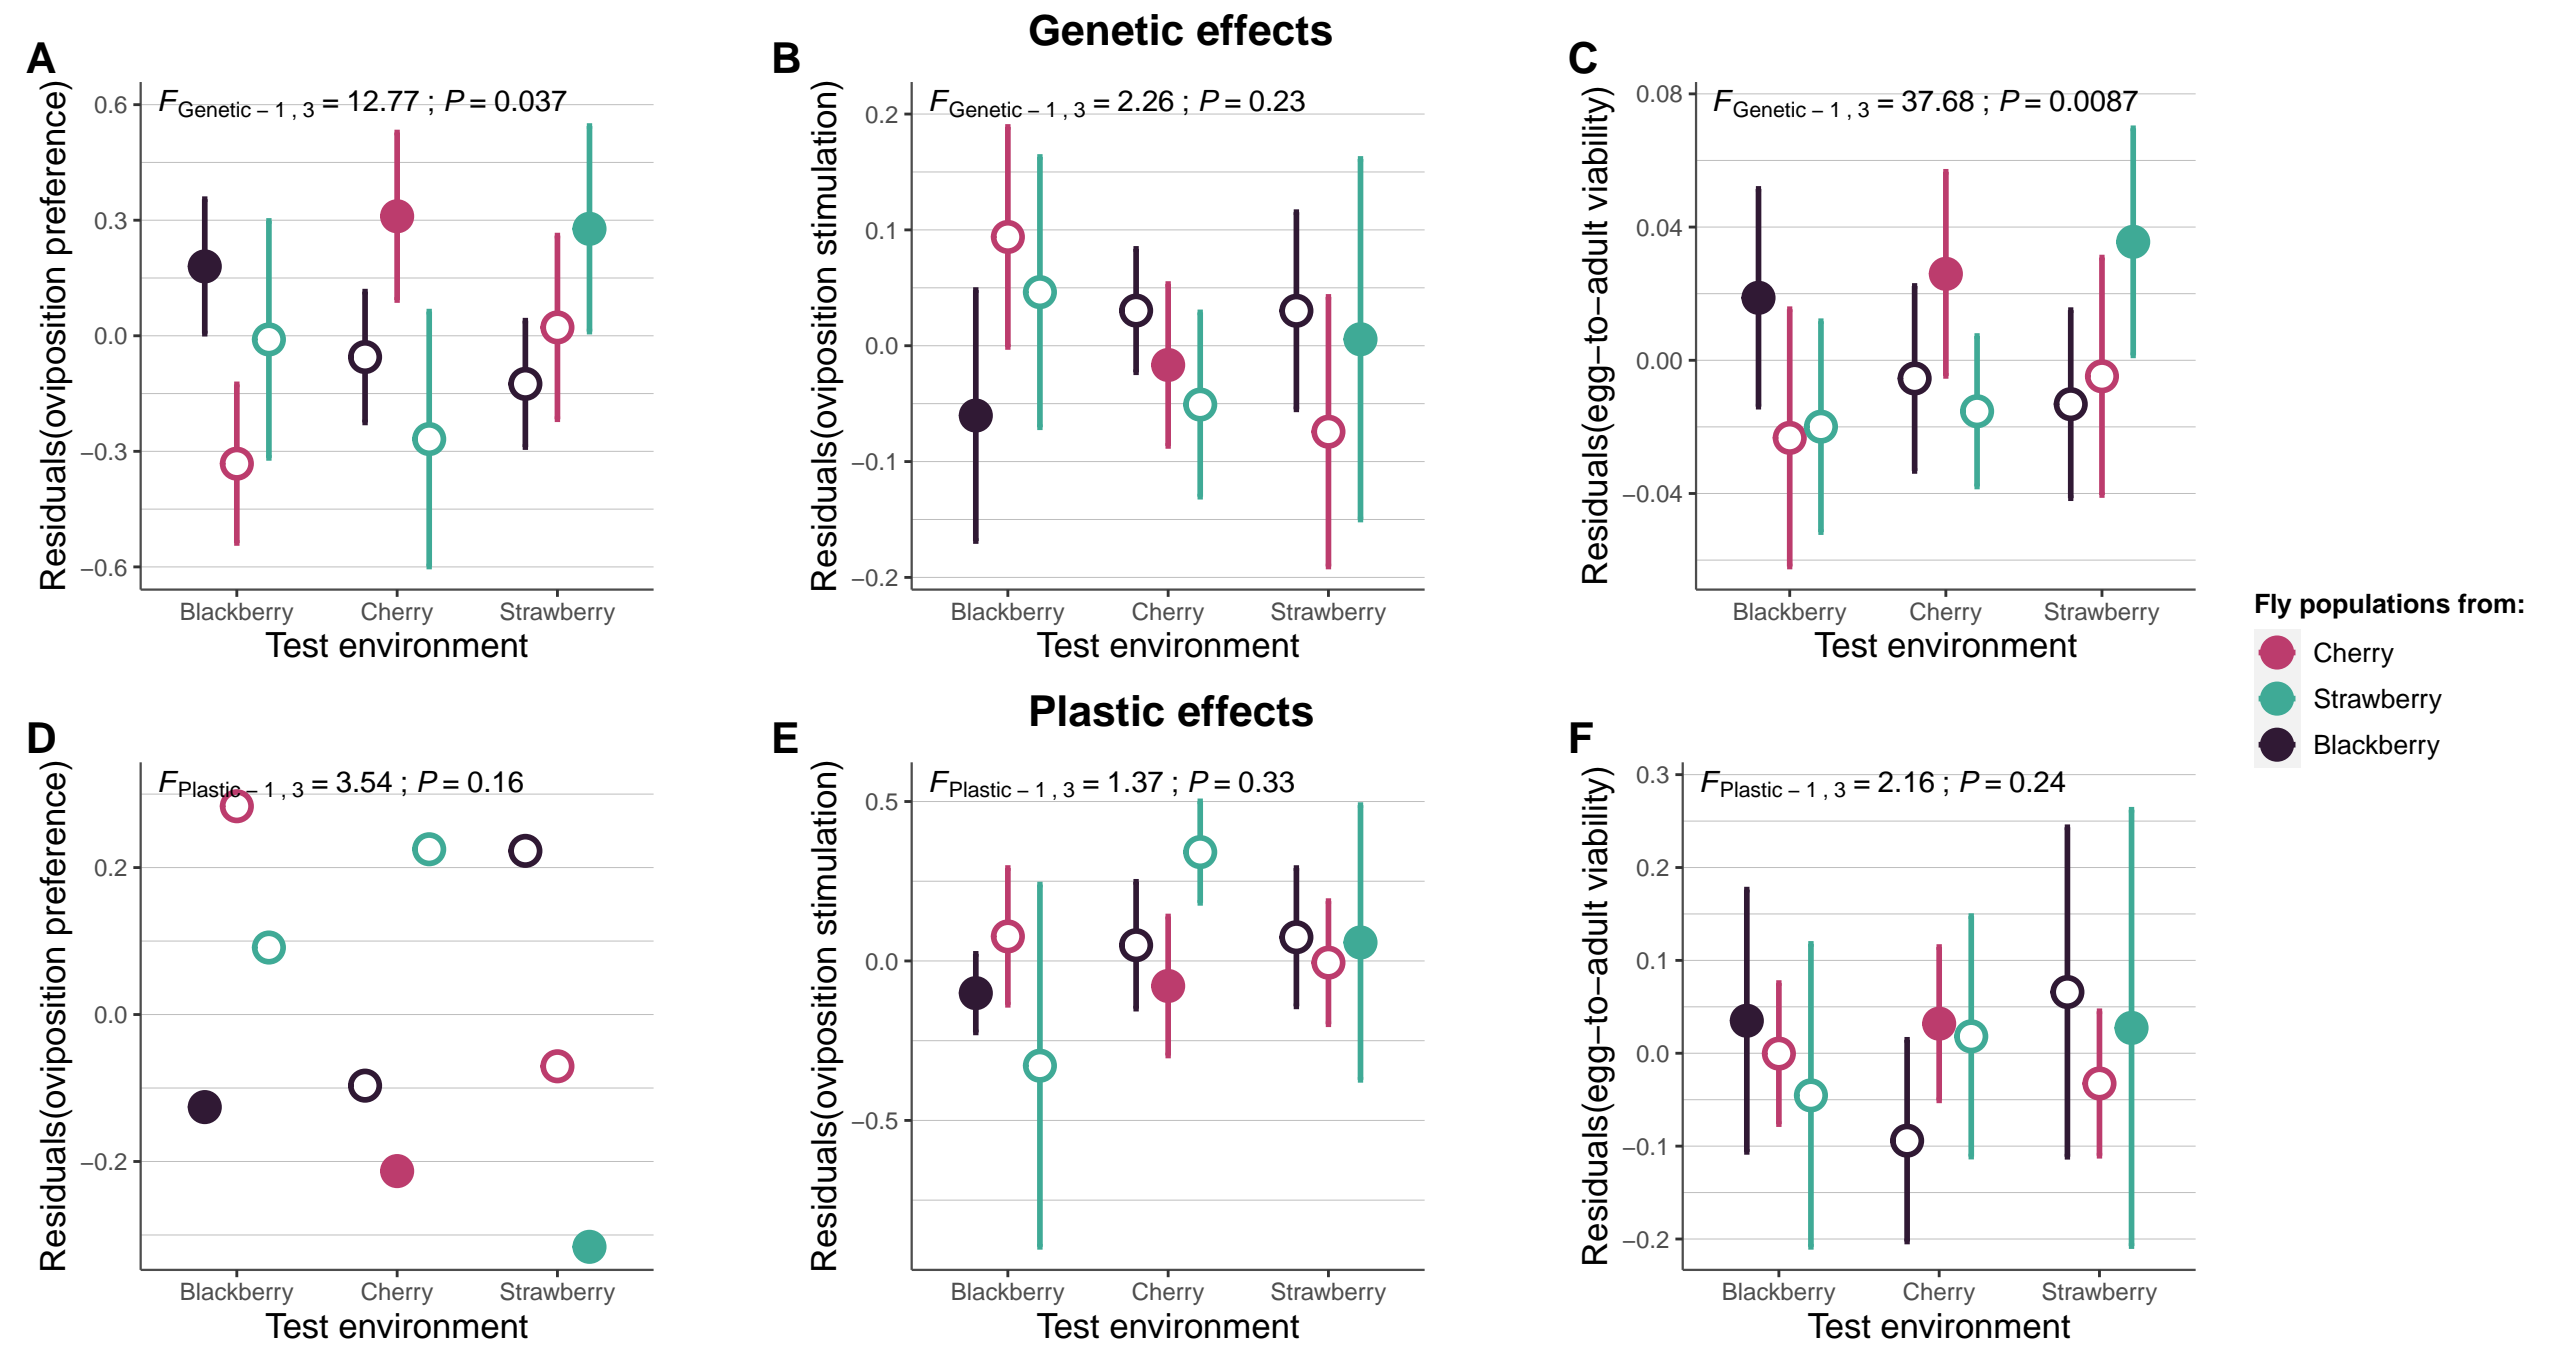 Genetic effects
A
B
C
Residuals(oviposition preference)
0.6
0.3
0.0
−0.3
−0.6
F Genetic − 1 , 3 = 12.77 ; P = 0.037
Blackberry Cherry Strawberry
Test environment
Residuals(oviposition stimulation)
0.2
0.1
0.0
−0.1
−0.2
F Genetic − 1 , 3 = 2.26 ; P = 0.23
Blackberry Cherry Strawberry
Test environment
Residuals(egg−to−adult viability)
0.08
0.04
0.00
−0.04
F Genetic − 1 , 3 = 37.68 ; P = 0.0087
Blackberry Cherry Strawberry
Test environment
Fly populations from:
Cherry
Strawberry
Blackberry
Plastic effects
D
E
F
Residuals(oviposition preference)
0.2
0.0
−0.2
F Plastic − 1 , 3 = 3.54 ; P = 0.16
Blackberry Cherry Strawberry
Test environment
Residuals(oviposition stimulation)
0.5
0.0
−0.5
F Plastic − 1 , 3 = 1.37 ; P = 0.33
Blackberry Cherry Strawberry
Test environment
Residuals(egg−to−adult viability)
0.3
0.2
0.1
0.0
−0.1
−0.2
F Plastic − 1 , 3 = 2.16 ; P = 0.24
Blackberry Cherry Strawberry
Test environment